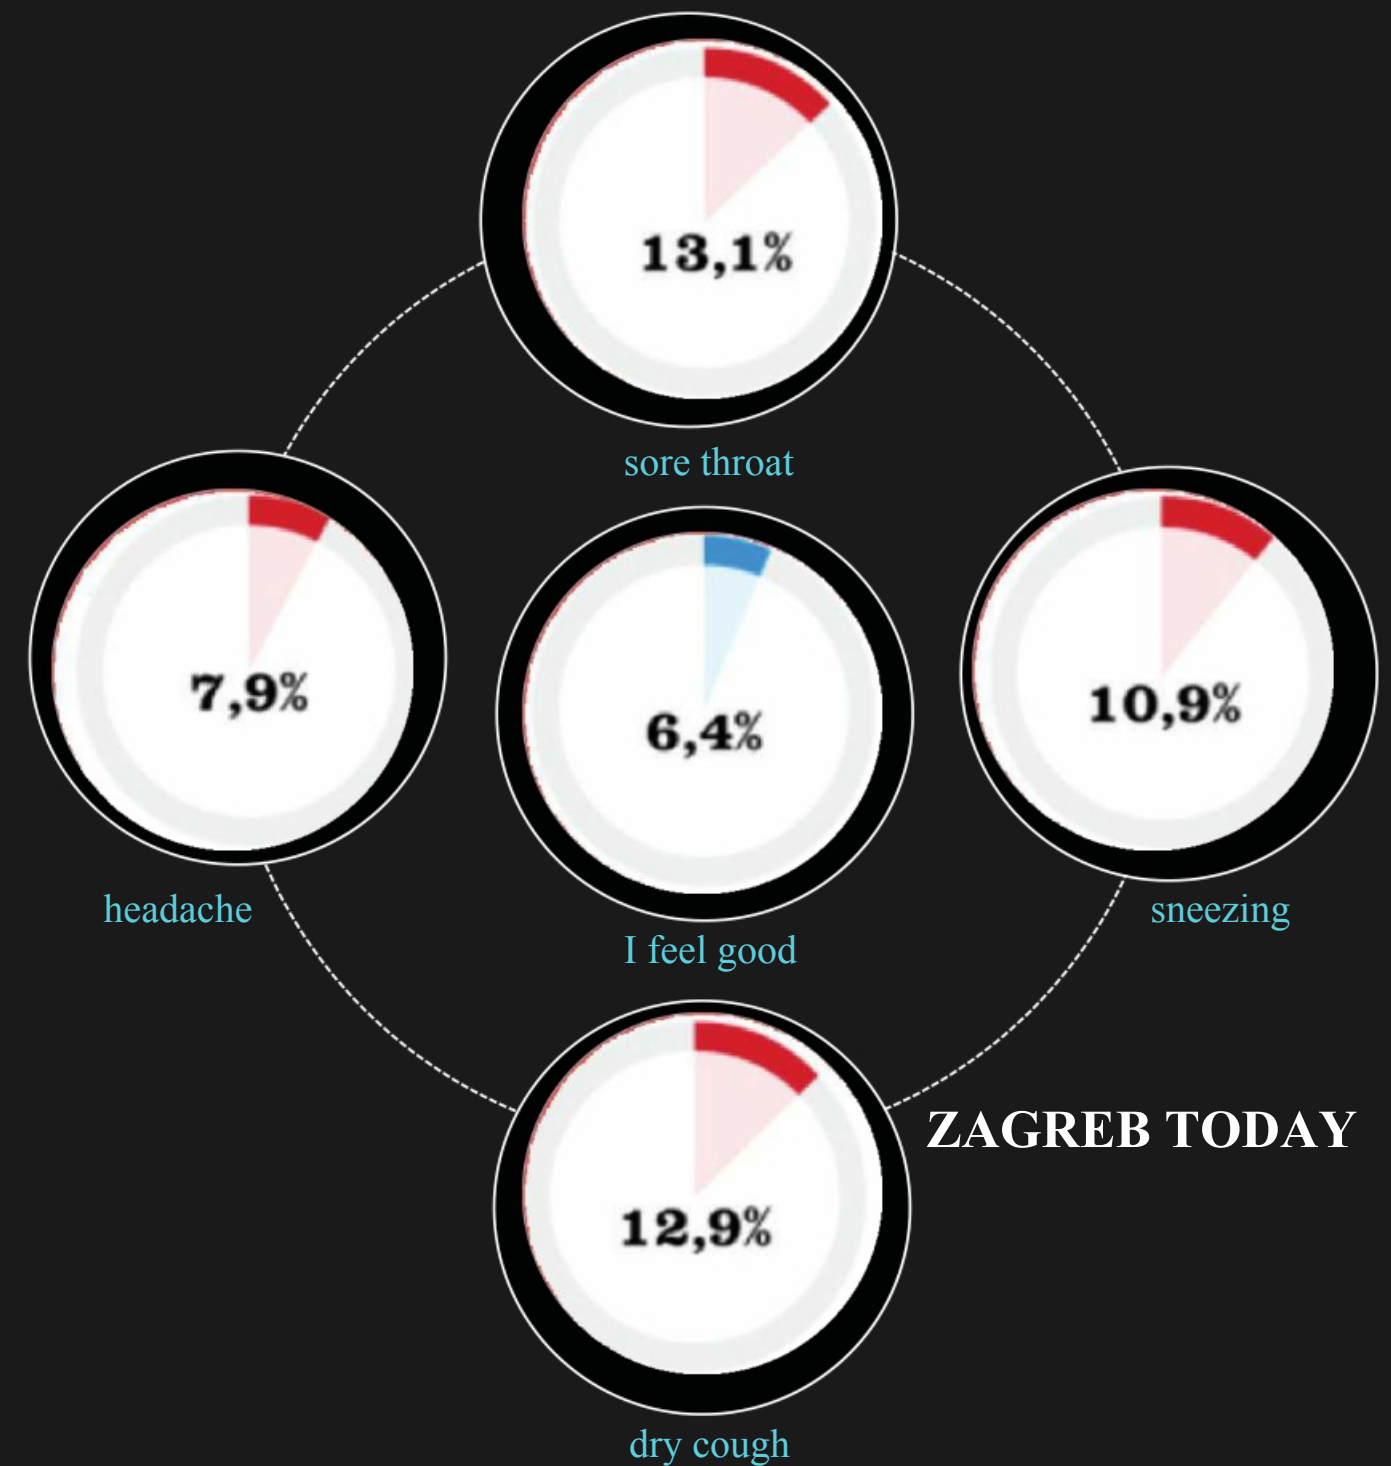 13,1%
sore throat
7,9%
headache
6,4%
I feel good
10,9%
sneezing
12,9%
dry cough
ZAGREB TODAY